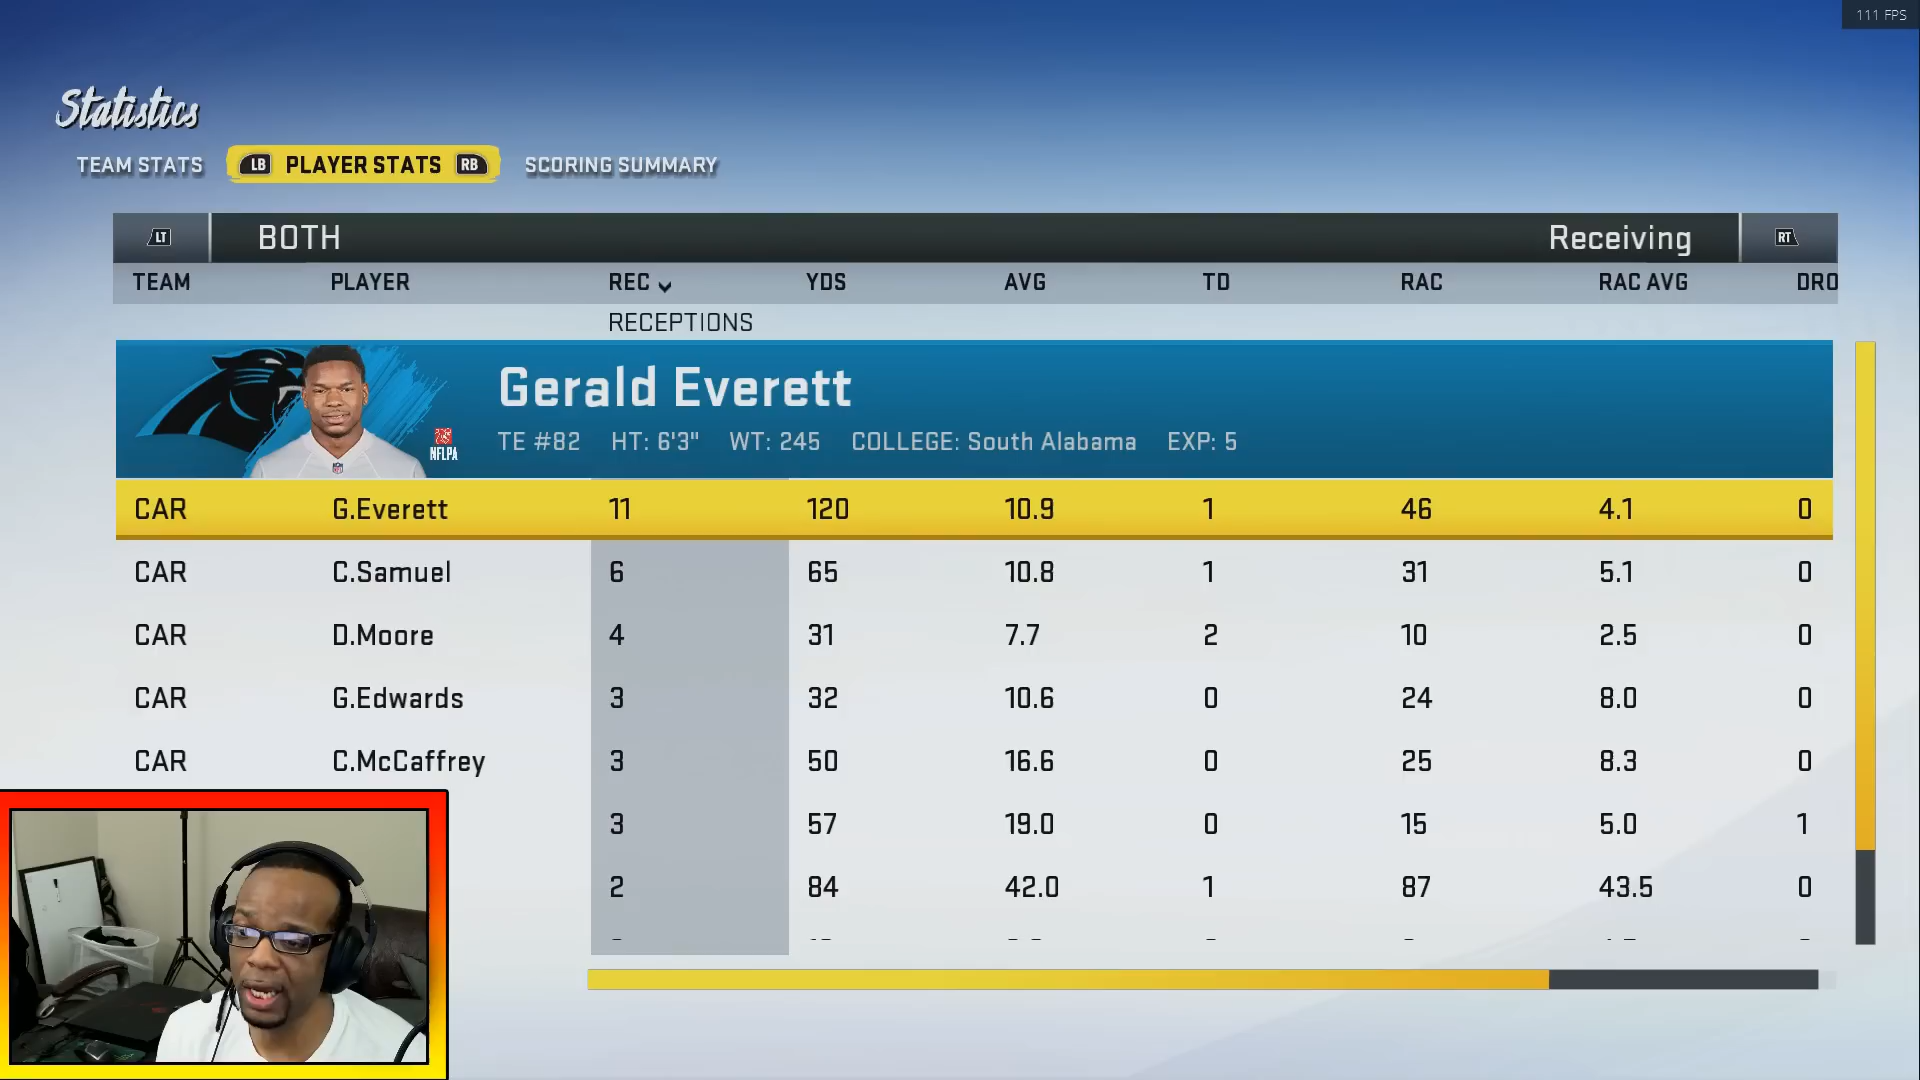 111 FPS
Statistics
TEAM STATS LB PLAYER STATS RB SCORING SUMMARY
LT BOTH Receiving RT
TEAM PLAYER REC YDS AVG TD RAC RAC AVG DRO
RECEPTIONS
Gerald Everett
TE #82 HT: 6'3" WT: 245 COLLEGE: South Alabama EXP: 5
NFLPA
CAR G.Everett 11 120 10.9 1 46 4.1 0
CAR C.Samuel 6 65 10.8 1 31 5.1 0
CAR D.Moore 4 31 7.7 2 10 2.5 0
CAR G.Edwards 3 32 10.6 0 24 8.0 0
CAR C.McCaffrey 3 50 16.6 0 25 8.3 0
3 57 19.0 0 15 5.0 1
2 84 42.0 1 87 43.5 0